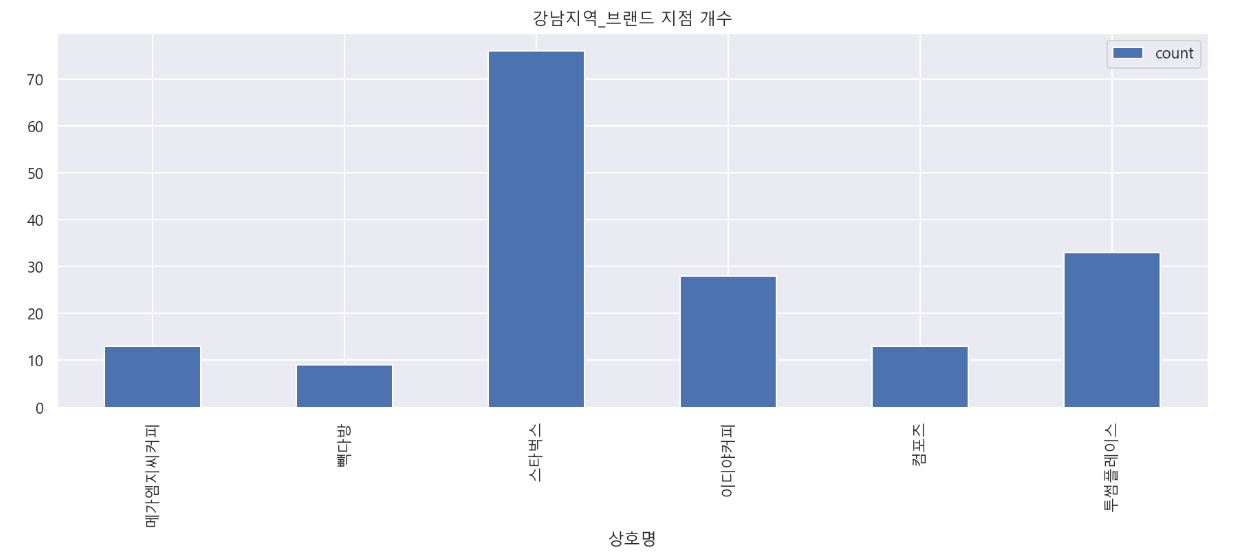 강남지역_브랜드 지점 개수
count
70
60
50
40
30
20
10
0
메가엠지씨커피
빽다방
스타벅스
이디야커피
컴포즈
투썸플레이스
상호명